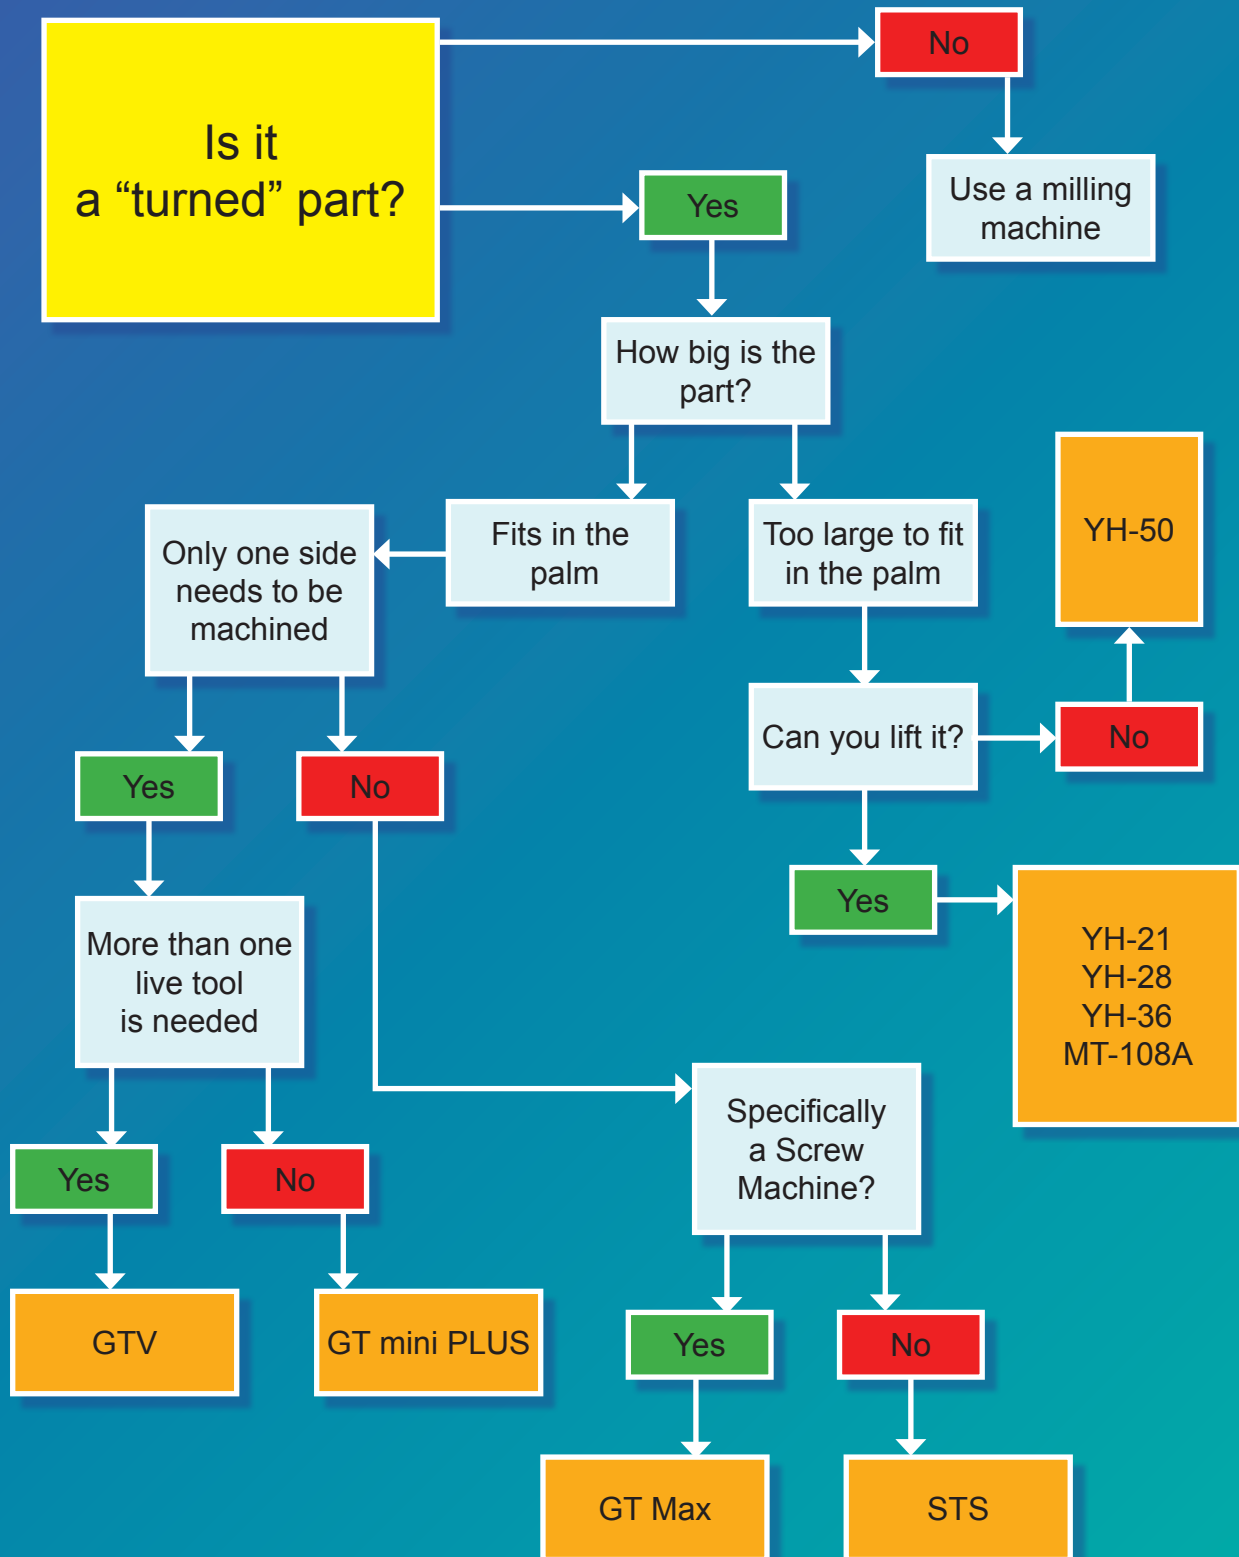 Is it
a “turned” part?
No
Use a milling
machine
Yes
How big is the
part?
Fits in the
palm
Too large to fit
in the palm
YH-50
Only one side
needs to be
machined
Can you lift it?
No
Yes
No
Yes
YH-21
YH-28
YH-36
MT-108A
More than one
live tool
is needed
Specifically
a Screw
Machine?
Yes
No
GTV
GT mini PLUS
Yes
No
GT Max
STS